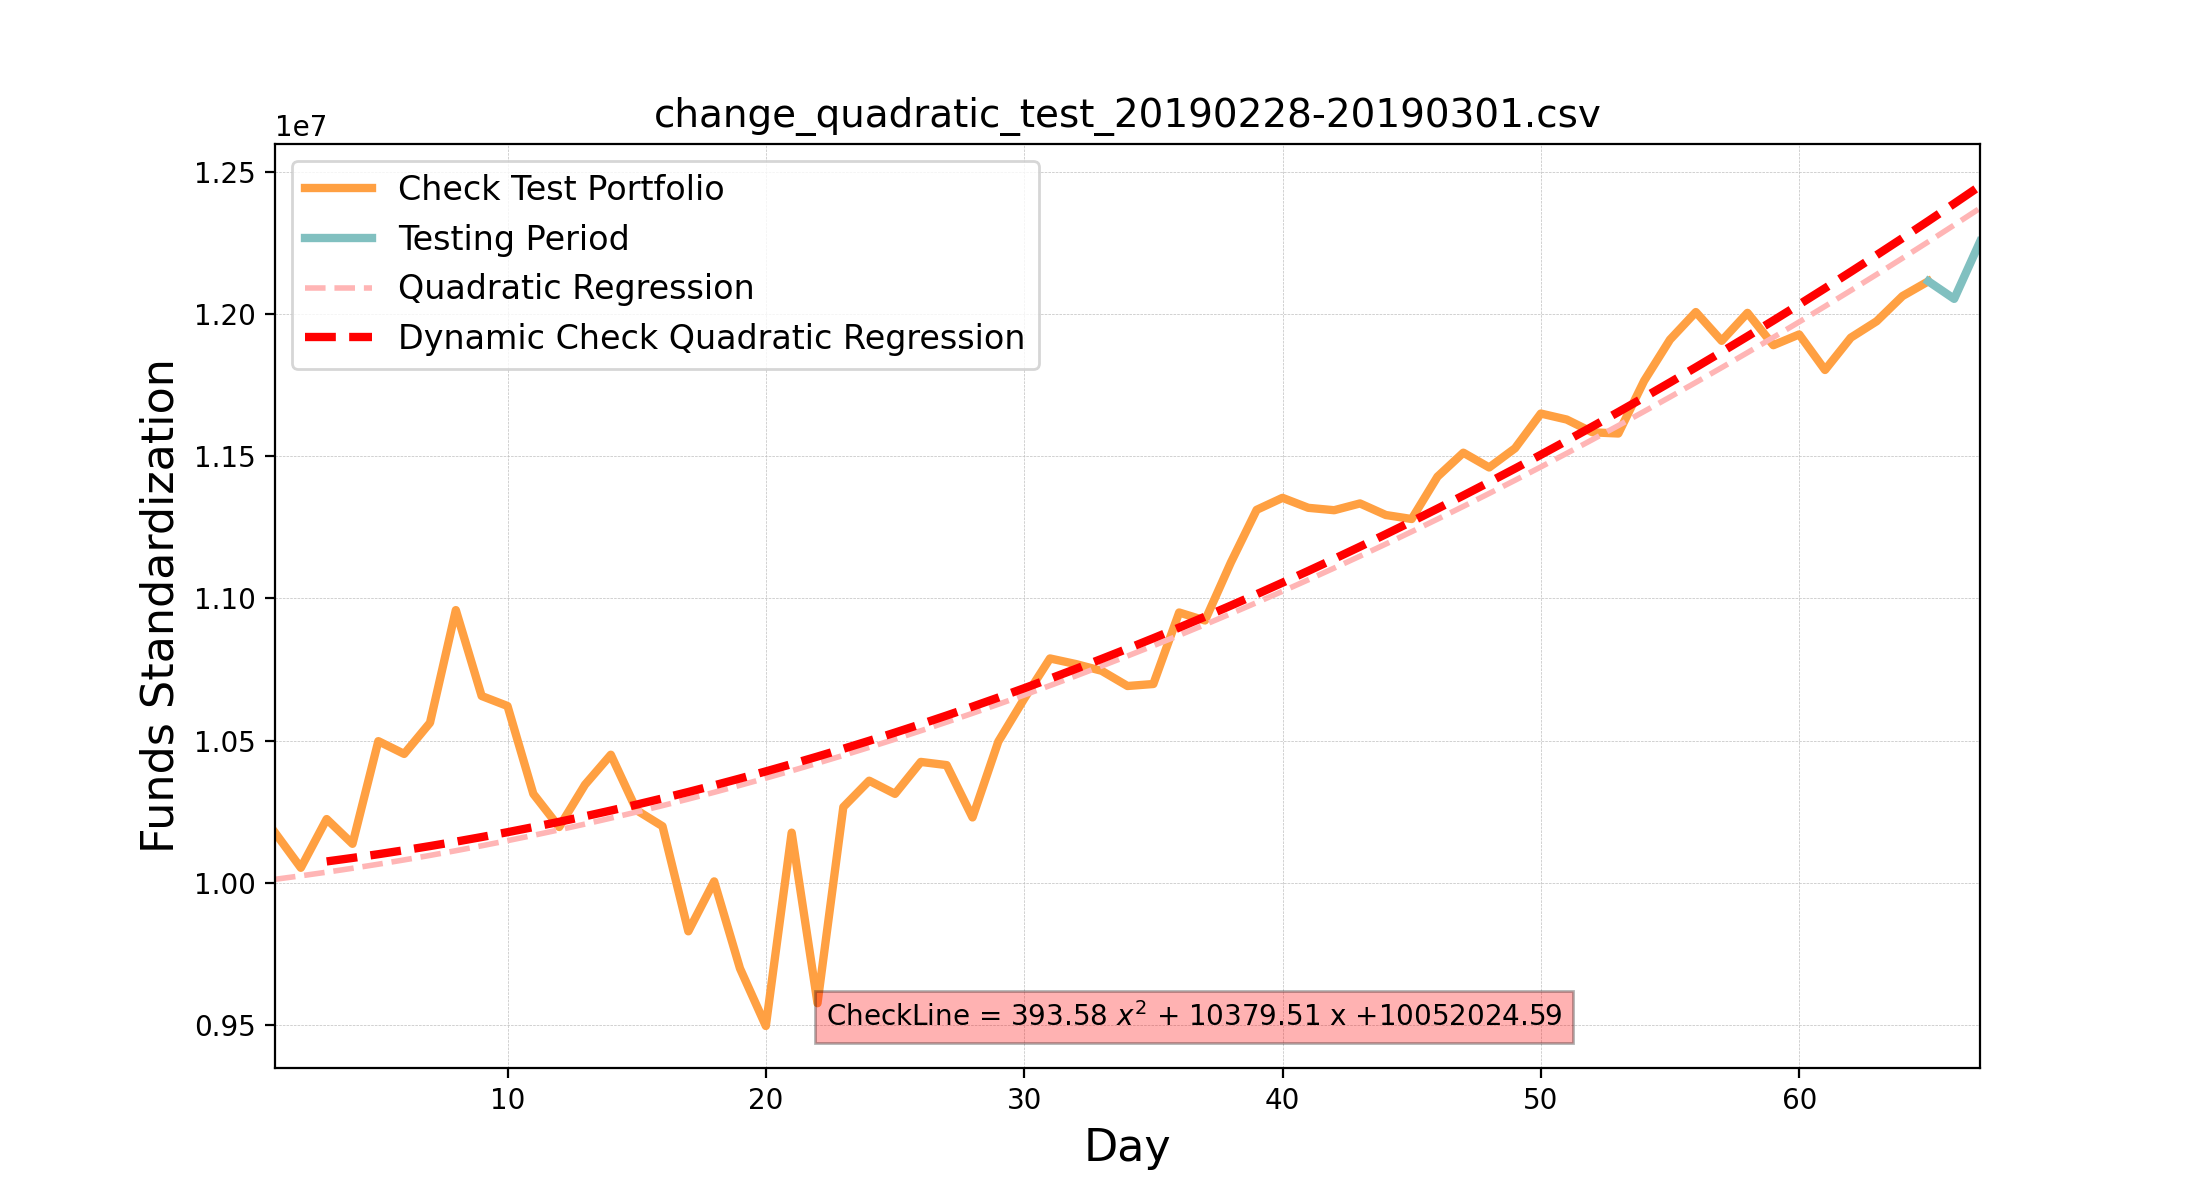 change_quadratic_test_20190228-20190301.csv
1e7
Check Test Portfolio
Testing Period
Quadratic Regression
Dynamic Check Quadratic Regression
1.25
1.20
1.15
1.10
1.05
1.00
0.95
Funds Standardization
CheckLine = 393.58 x² + 10379.51 x +10052024.59
10 20 30 40 50 60
Day